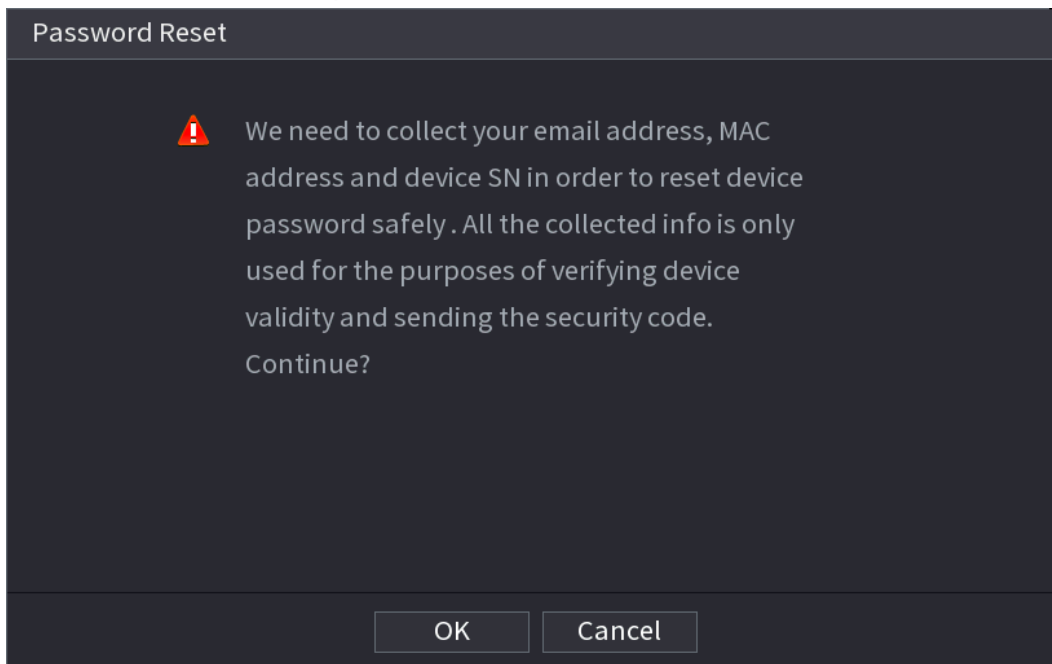 Password Reset
We need to collect your email address, MAC
address and device SN in order to reset device
password safely . All the collected info is only
used for the purposes of verifying device
validity and sending the security code.
Continue?
OK
Cancel